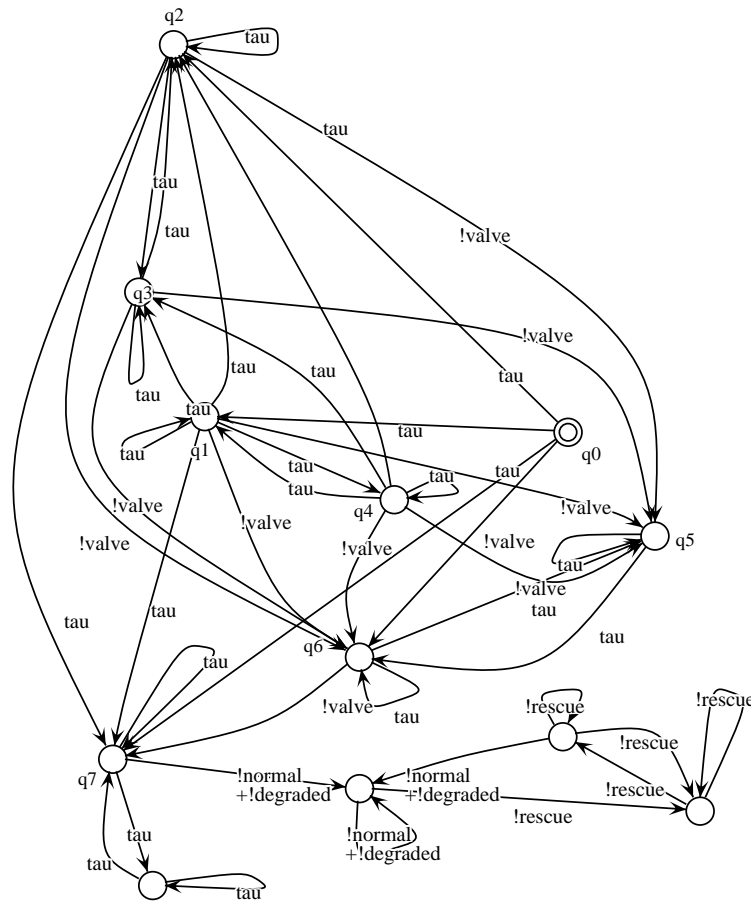 q2
tau
tau
!valve
tau
tau
q3
!valve
tau
tau
tau
tau
tau
tau
q1
q0
tau
tau
tau
tau
tau
q4
!valve
!valve
!valve
!valve
!valve
q5
tau
!valve
tau
tau
tau
tau
q6
tau
!valve
tau
!rescue
!rescue
!rescue
q7
!normal
+!degraded
!normal
+!degraded
!rescue
!rescue
!normal
+!degraded
tau
tau
tau